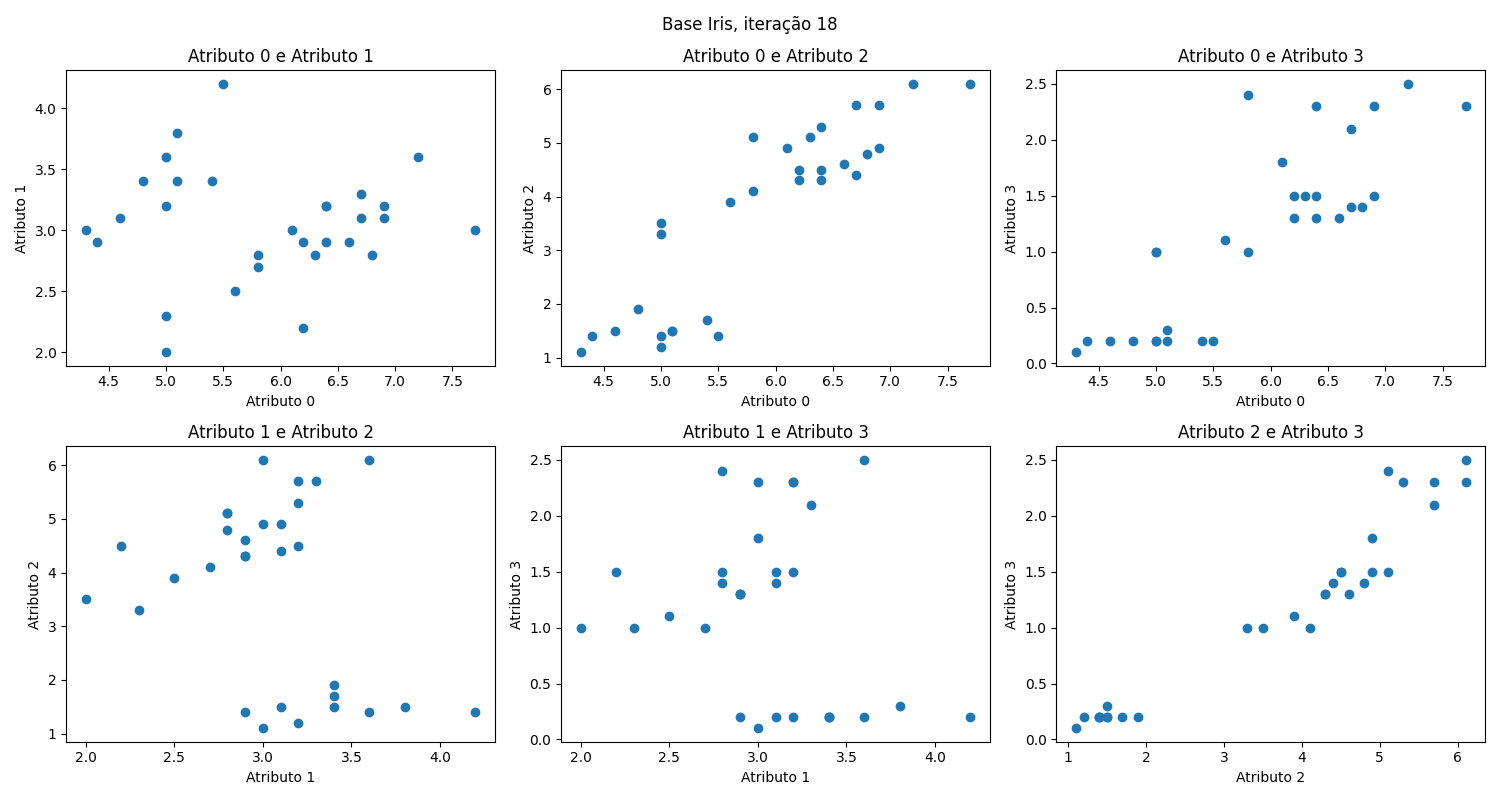 Base Iris, iteração 18
Atributo 0 e Atributo 1
Atributo 1
4.0
3.5
3.0
2.5
2.0
4.5 5.0 5.5 6.0 6.5 7.0 7.5
Atributo 0
Atributo 0 e Atributo 2
Atributo 2
6
5
4
3
2
1
4.5 5.0 5.5 6.0 6.5 7.0 7.5
Atributo 0
Atributo 0 e Atributo 3
Atributo 3
2.5
2.0
1.5
1.0
0.5
0.0
4.5 5.0 5.5 6.0 6.5 7.0 7.5
Atributo 0
Atributo 1 e Atributo 2
Atributo 2
6
5
4
3
2
1
2.0 2.5 3.0 3.5 4.0
Atributo 1
Atributo 1 e Atributo 3
Atributo 3
2.5
2.0
1.5
1.0
0.5
0.0
2.0 2.5 3.0 3.5 4.0
Atributo 1
Atributo 2 e Atributo 3
Atributo 3
2.5
2.0
1.5
1.0
0.5
0.0
1 2 3 4 5 6
Atributo 2